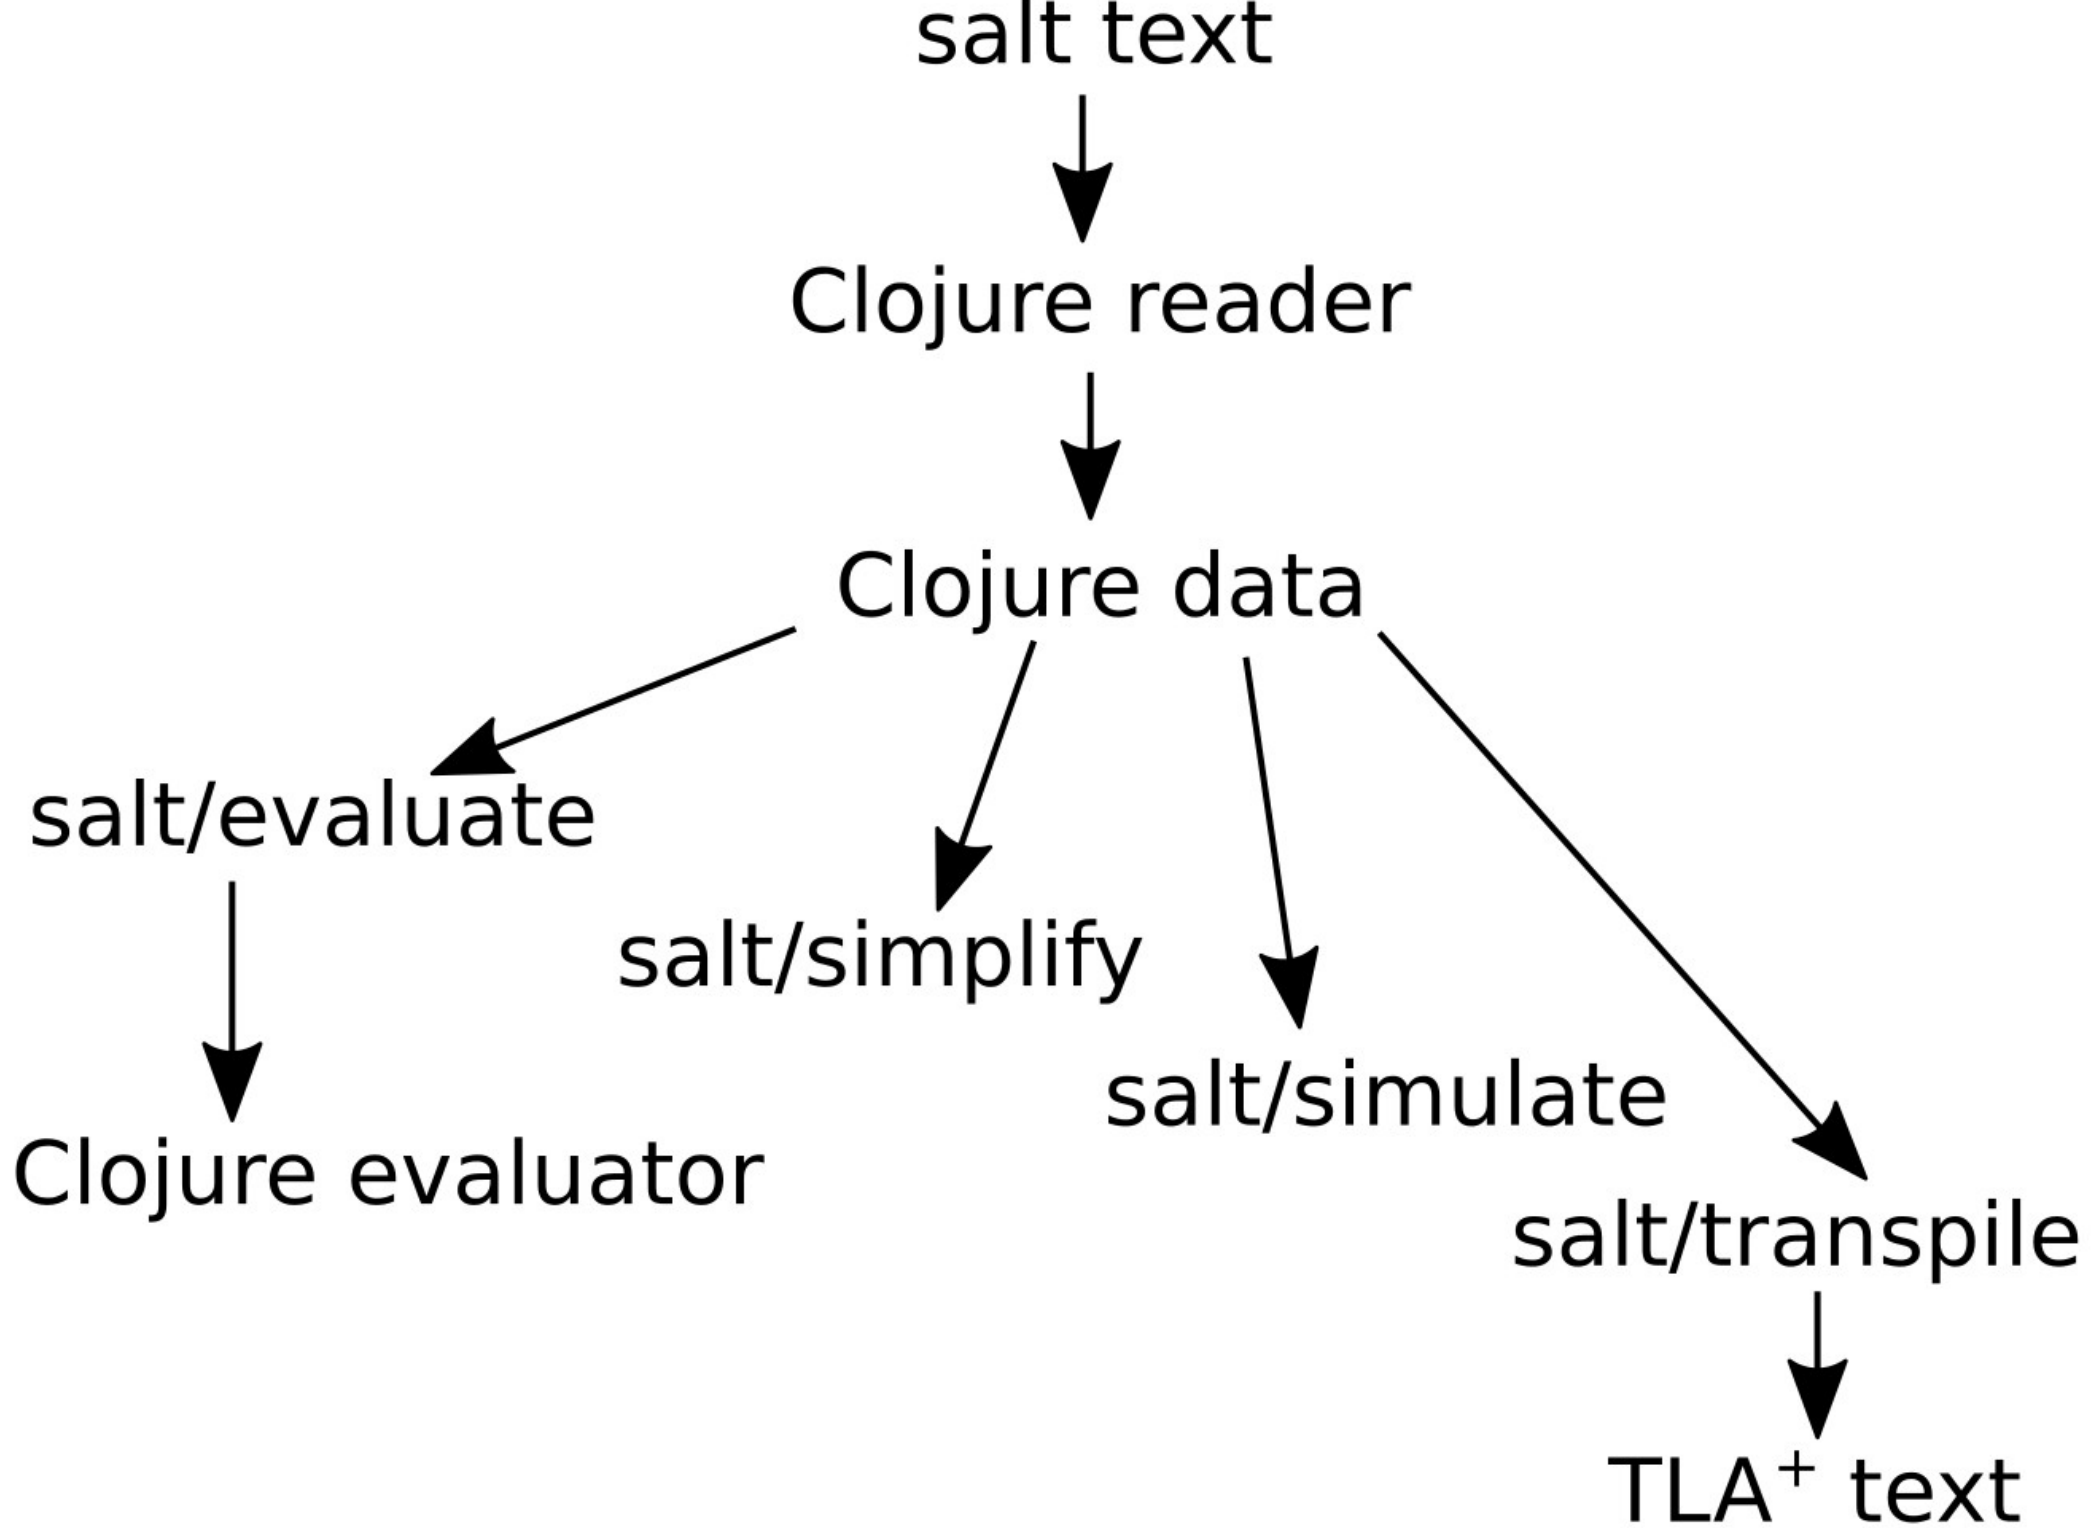 salt text
Clojure reader
Clojure data
salt/evaluate
salt/simplify
salt/simulate
Clojure evaluator
salt/transpile
TLA⁺ text